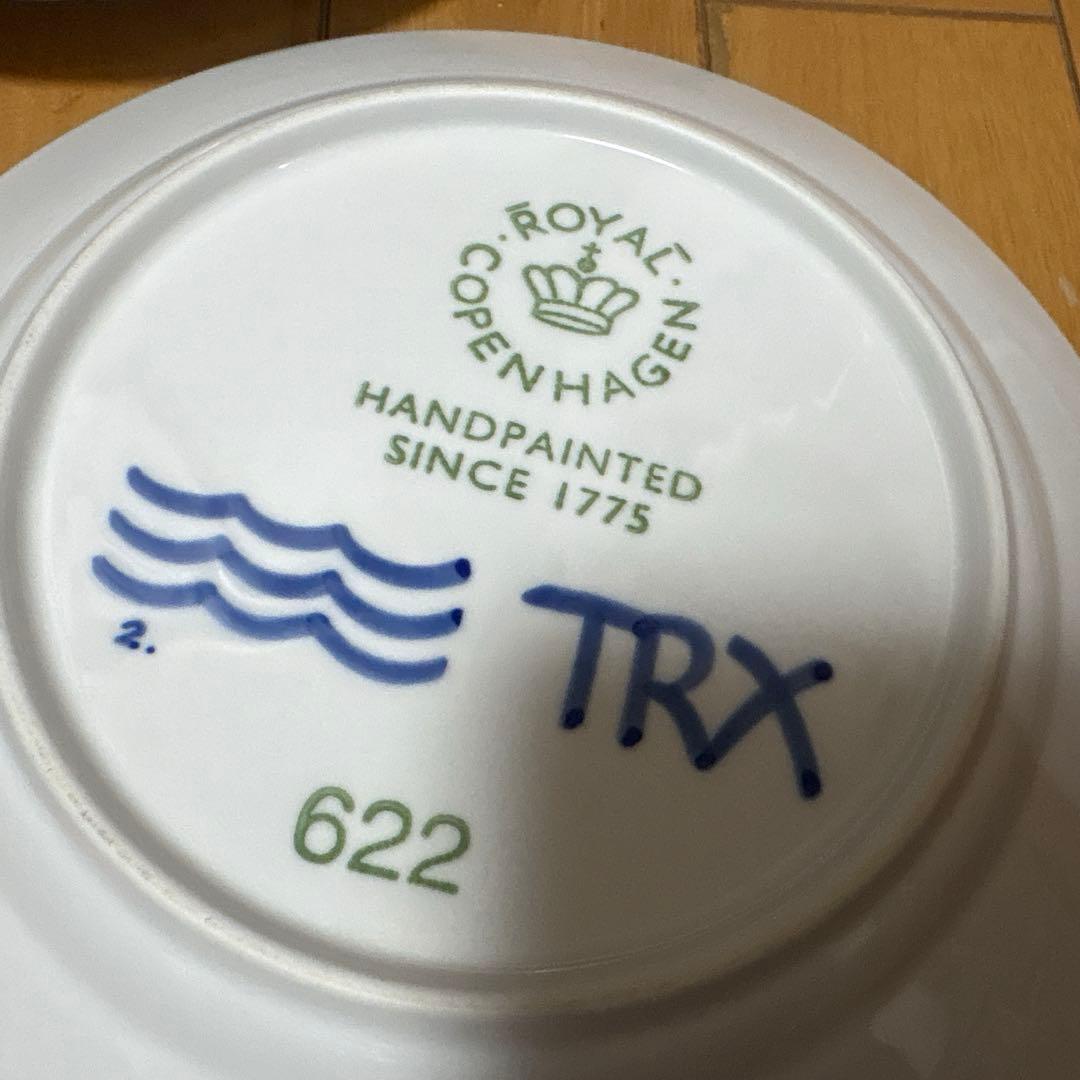 ROYAL
COPENHAGEN
HANDPAINTED
SINCE 1775
2.
TRX
622